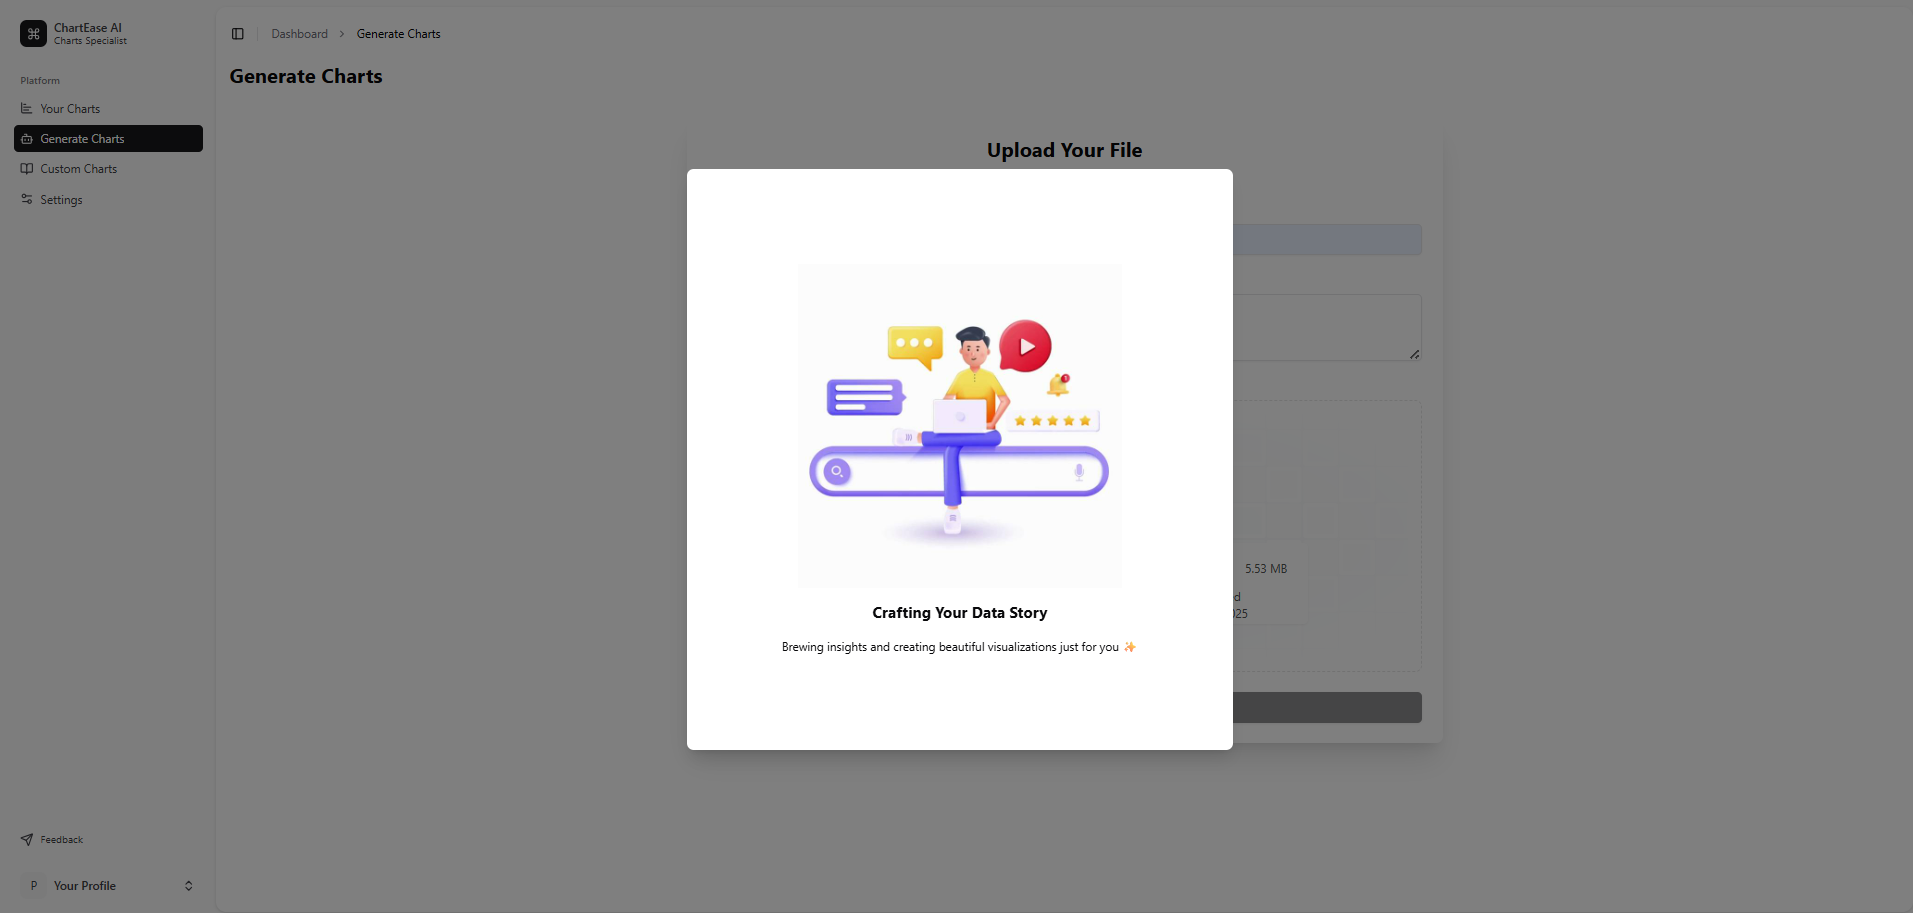 ChartEase AI
Charts Specialist
Platform
Your Charts
Generate Charts
Custom Charts
Settings
Feedback
P
Your Profile
Dashboard
Generate Charts
Generate Charts
Upload Your File
5.53 MB
Crafting Your Data Story
Brewing insights and creating beautiful visualizations just for you ✨